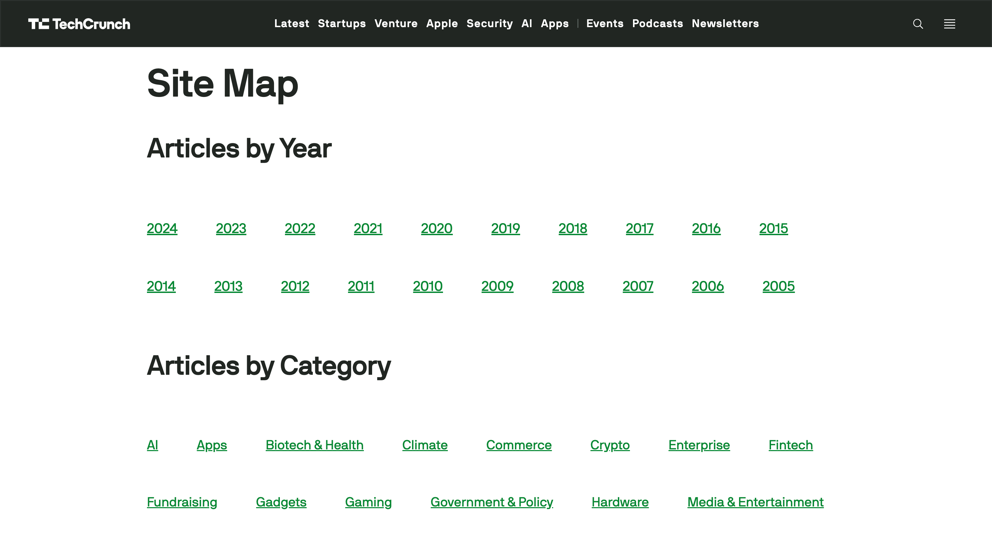 TechCrunch Latest Startups Venture Apple Security AI Apps | Events Podcasts Newsletters
Site Map
Articles by Year
2024 2023 2022 2021 2020 2019 2018 2017 2016 2015
2014 2013 2012 2011 2010 2009 2008 2007 2006 2005
Articles by Category
AI Apps Biotech & Health Climate Commerce Crypto Enterprise Fintech
Fundraising Gadgets Gaming Government & Policy Hardware Media & Entertainment